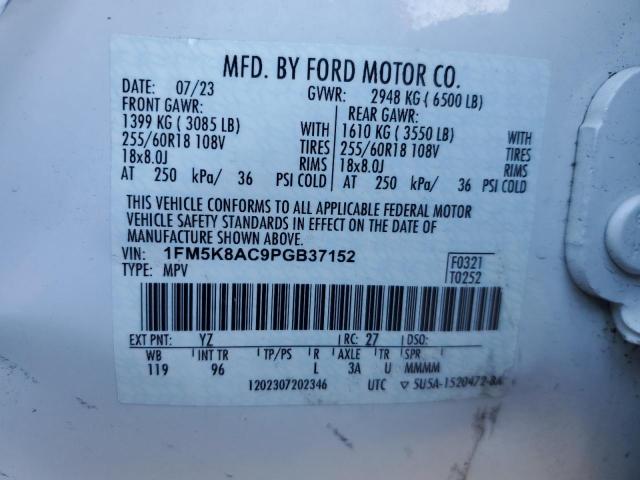 MFD. BY FORD MOTOR CO.
DATE: 07/23 GVWR: 2948 KG ( 6500 LB)
FRONT GAWR: REAR GAWR:
1399 KG ( 3085 LB) WITH 1610 KG ( 3550 LB) WITH
255/60R18 108V TIRES 255/60R18 108V TIRES
18x8.0J RIMS 18x8.0J RIMS
AT 250 kPa/ 36 PSI COLD AT 250 kPa/ 36 PSI COLD
THIS VEHICLE CONFORMS TO ALL APPLICABLE FEDERAL MOTOR
VEHICLE SAFETY STANDARDS IN EFFECT ON THE DATE OF
MANUFACTURE SHOWN ABOVE.
VIN: 1FM5K8AC9PGB37152 F0321
TYPE: MPV T0252
EXT PNT: YZ RC: 27 DSO:
WB INT TR TP/PS R AXLE TR SPR
119 96 L 3A U MMMM
1202307202346 UTC